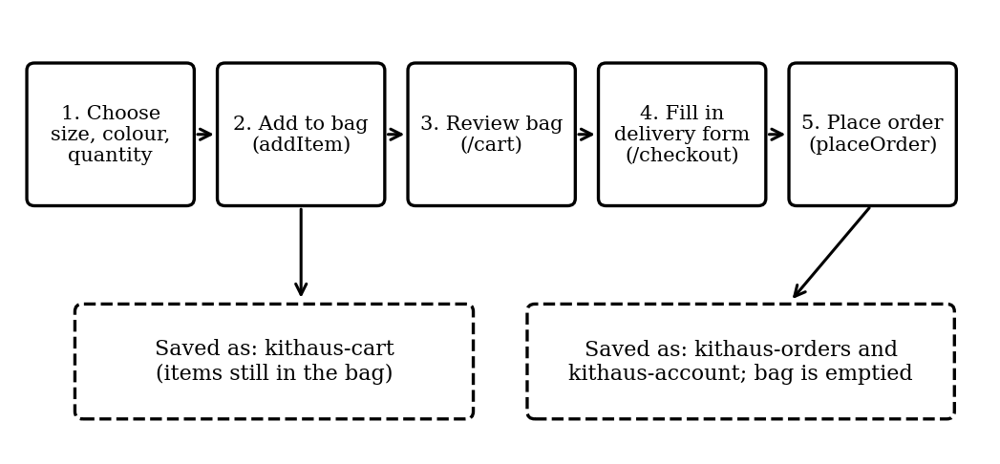 1. Choose
size, colour,
quantity
2. Add to bag
(addItem)
3. Review bag
(/cart)
4. Fill in
delivery form
(/checkout)
5. Place order
(placeOrder)
Saved as: kithaus-cart
(items still in the bag)
Saved as: kithaus-orders and
kithaus-account; bag is emptied